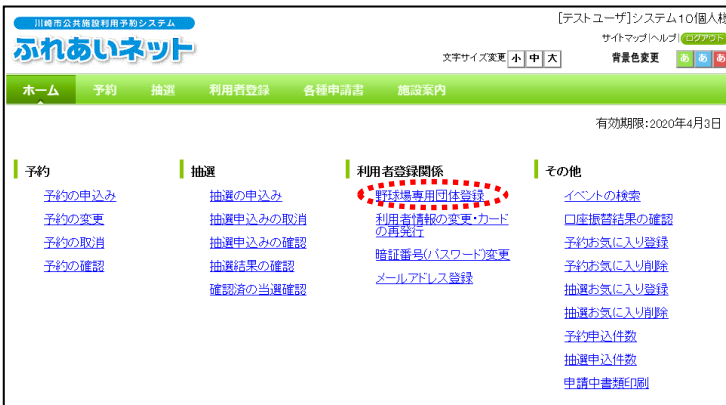 川崎市公共施設利用予約システム
ふれあいネット
[テストユーザ]システム10個人様
サイトマップ|ヘルプ|ログアウト
文字サイズ変更 小 中 大 背景色変更 あ あ あ
ホーム 予約 抽選 利用者登録 各種申請書 施設案内
有効期限:2020年4月3日
予約
予約の申込み
予約の変更
予約の取消
予約の確認
抽選
抽選の申込み
抽選申込みの取消
抽選申込みの確認
抽選結果の確認
確認済の当選確認
利用者登録関係
野球場専用団体登録
利用者情報の変更・カード
の再発行
暗証番号(パスワード)変更
メールアドレス登録
その他
イベントの検索
口座振替結果の確認
予約お気に入り登録
予約お気に入り削除
抽選お気に入り登録
抽選お気に入り削除
予約申込件数
抽選申込件数
申請中書類印刷